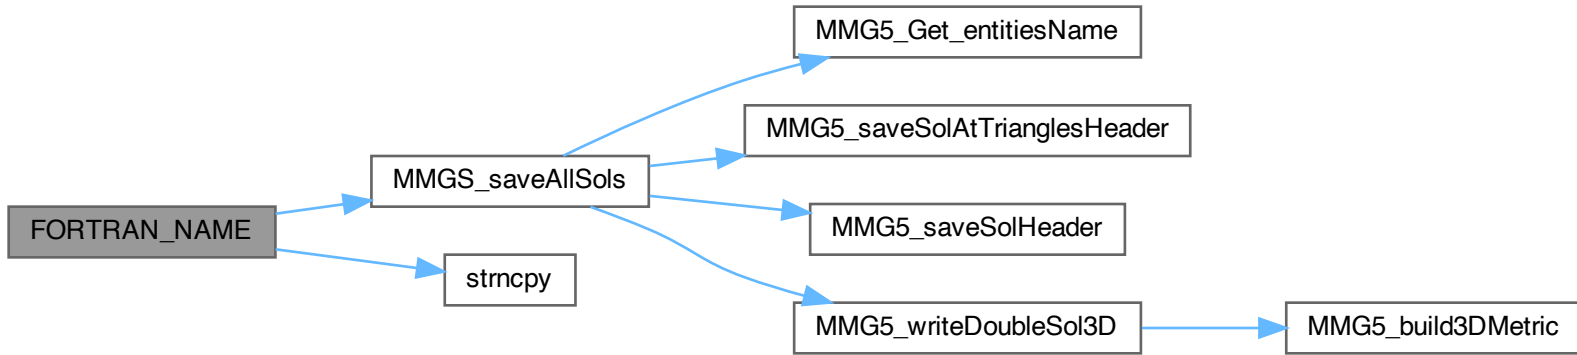 FORTRAN_NAME
MMGS_saveAllSols
strncpy
MMG5_Get_entitiesName
MMG5_saveSolAtTrianglesHeader
MMG5_saveSolHeader
MMG5_writeDoubleSol3D
MMG5_build3DMetric